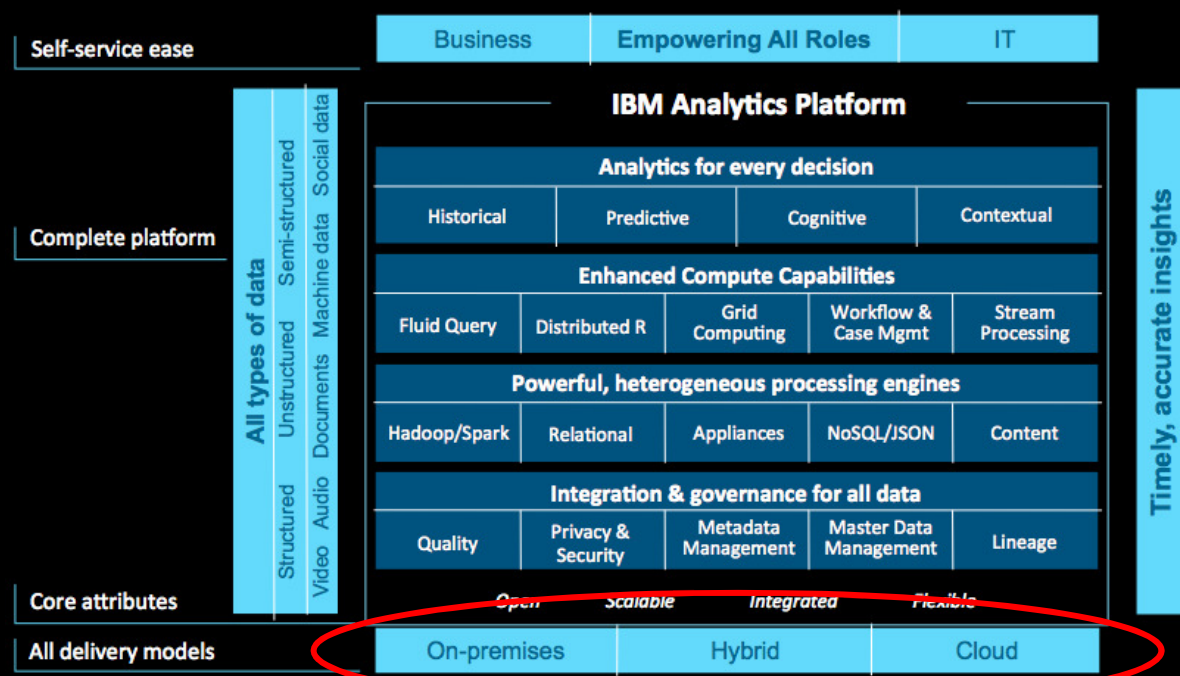 Self-service ease
Business
Empowering All Roles
IT
IBM Analytics Platform
Complete platform
All types of data
Structured Unstructured Semi-structured
Video Audio Documents Machine data Social data
Analytics for every decision
Historical
Predictive
Cognitive
Contextual
Enhanced Compute Capabilities
Fluid Query
Distributed R
Grid
Computing
Workflow &
Case Mgmt
Stream
Processing
Powerful, heterogeneous processing engines
Hadoop/Spark
Relational
Appliances
NoSQL/JSON
Content
Integration & governance for all data
Quality
Privacy &
Security
Metadata
Management
Master Data
Management
Lineage
Timely, accurate insights
Core attributes
Open
Scalable
Integrated
Flexible
All delivery models
On-premises
Hybrid
Cloud